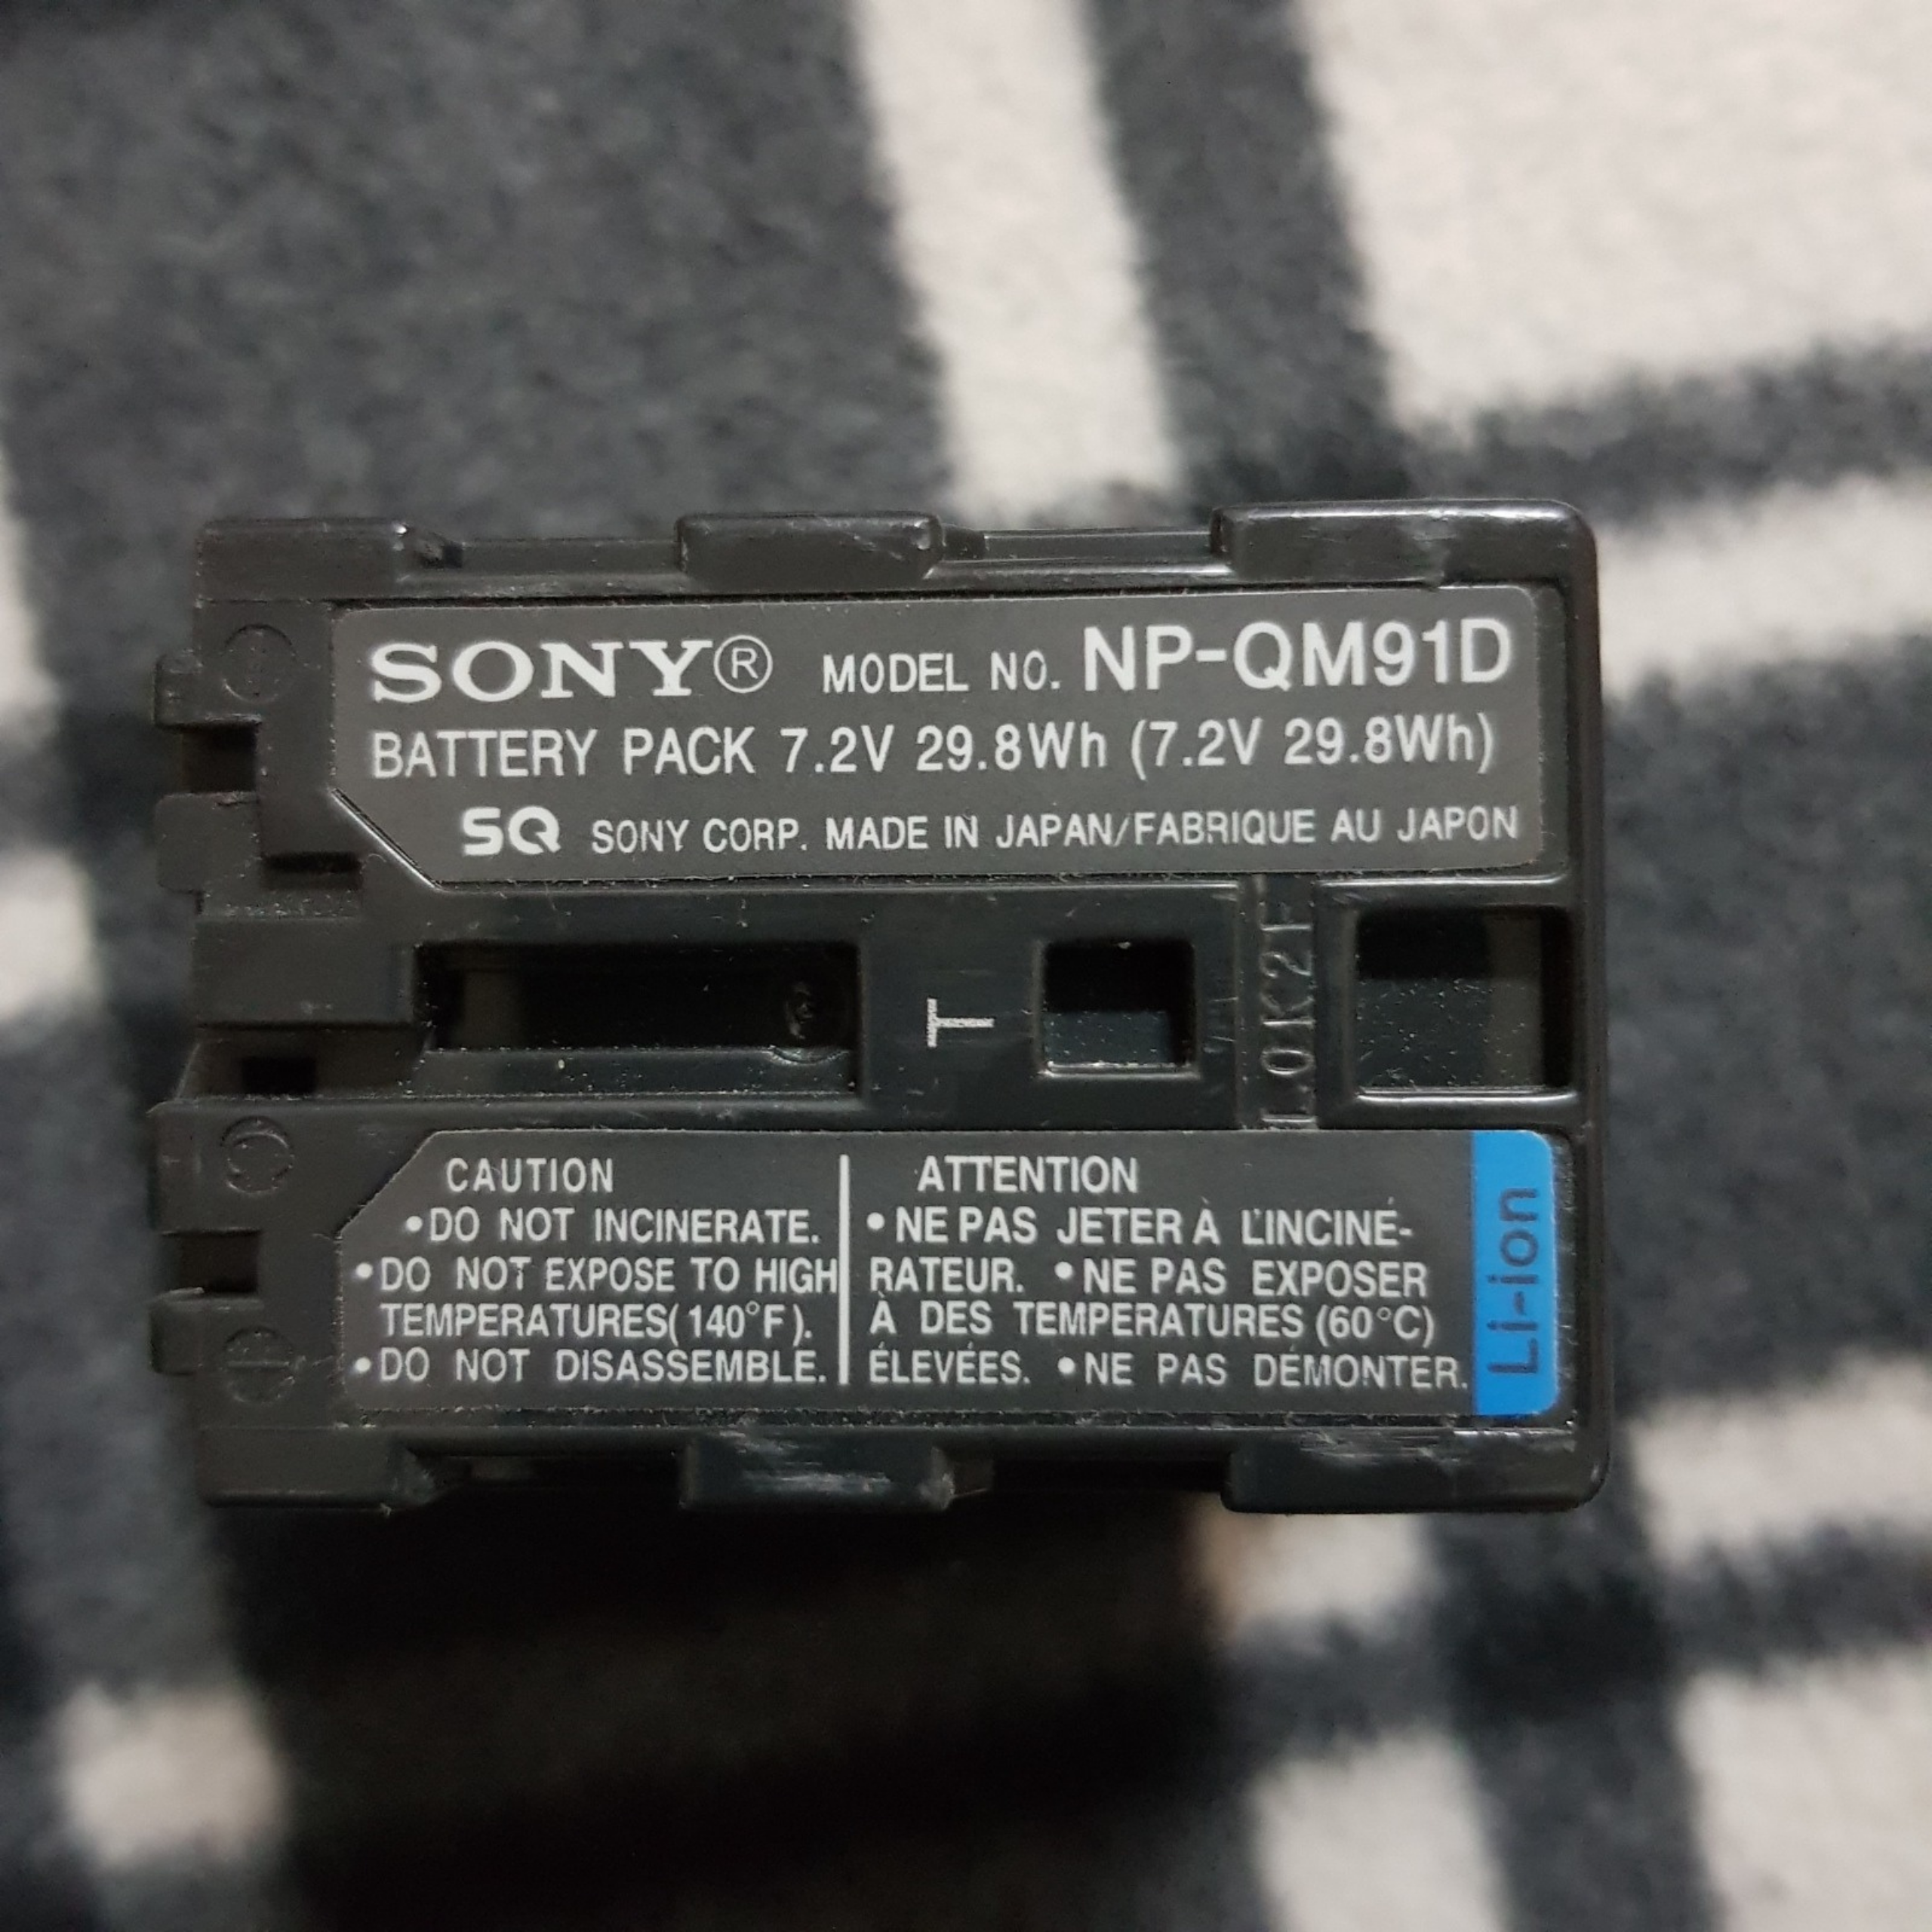 SONY® MODEL NO. NP-QM91D
BATTERY PACK 7.2V 29.8Wh (7.2V 29.8Wh)
SQ SONY CORP. MADE IN JAPAN/FABRIQUE AU JAPON
T
CAUTION
•DO NOT INCINERATE.
•DO NOT EXPOSE TO HIGH
TEMPERATURES(140°F).
•DO NOT DISASSEMBLE.
ATTENTION
•NE PAS JETER À L'INCINÉ-
RATEUR. •NE PAS EXPOSER
À DES TEMPERATURES (60°C)
ÉLEVÉES. •NE PAS DÉMONTER.
Li-ion